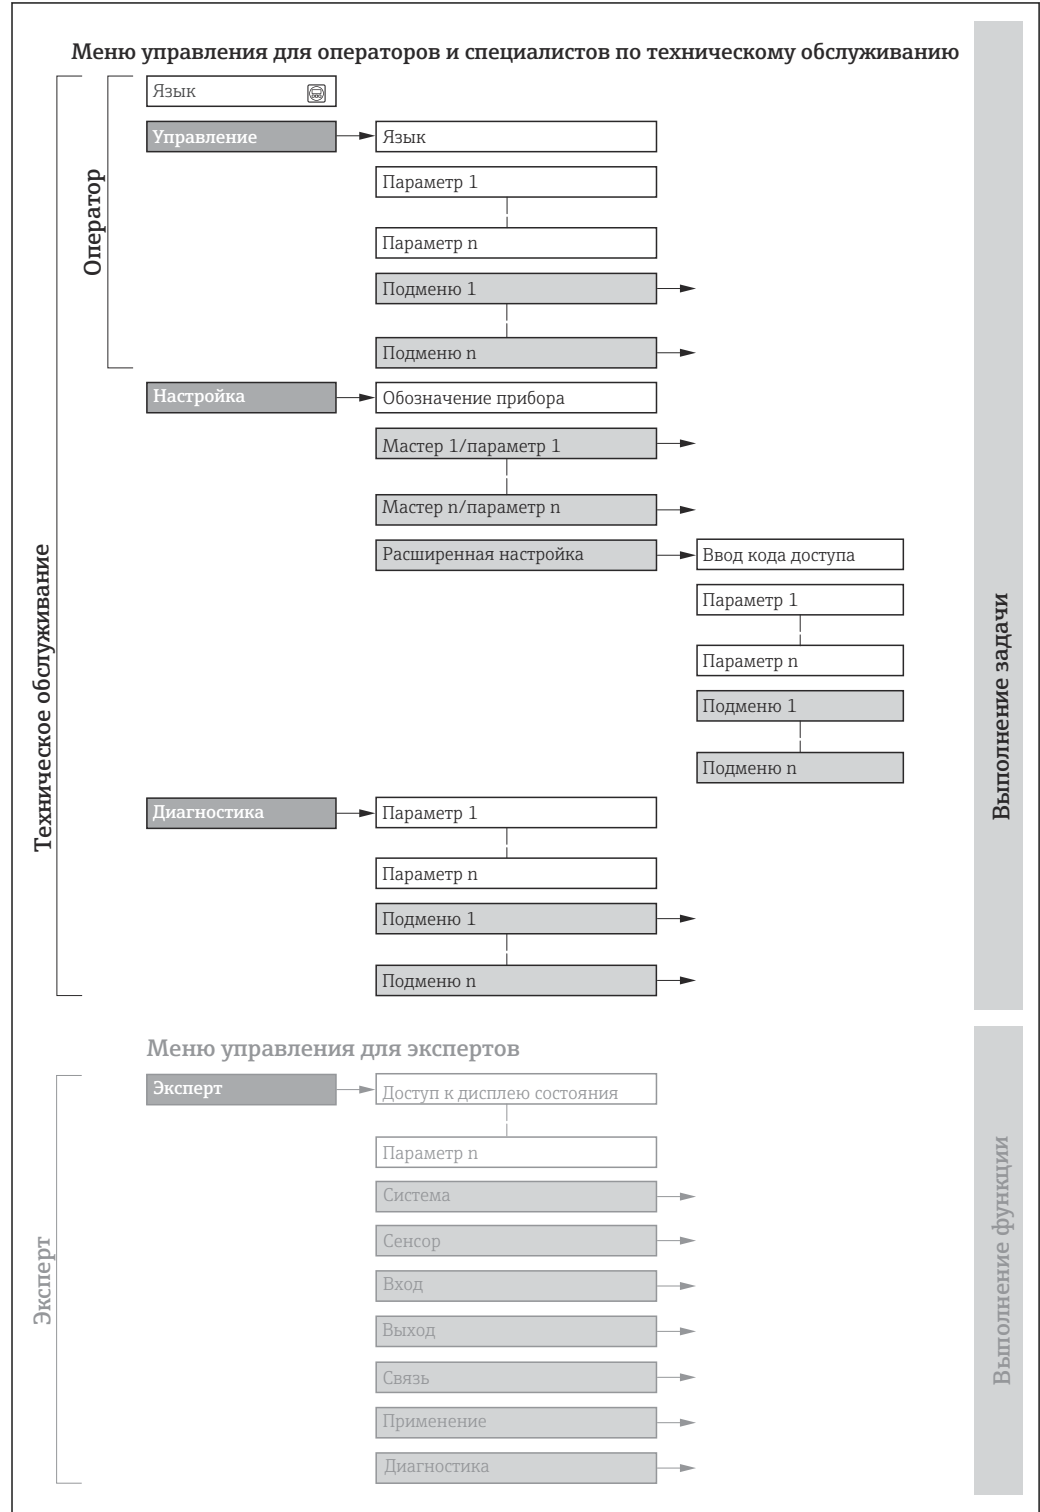 Меню управления для операторов и специалистов по техническому обслуживанию
Оператор
Техническое обслуживание
Язык
Управление
Язык
Параметр 1
Параметр n
Подменю 1
Подменю n
Настройка
Обозначение прибора
Мастер 1/параметр 1
Мастер n/параметр n
Расширенная настройка
Ввод кода доступа
Параметр 1
Параметр n
Подменю 1
Подменю n
Диагностика
Параметр 1
Параметр n
Подменю 1
Подменю n
Выполнение задачи
Меню управления для экспертов
Эксперт
Эксперт
Доступ к дисплею состояния
Параметр n
Система
Сенсор
Вход
Выход
Связь
Применение
Диагностика
Выполнение функции